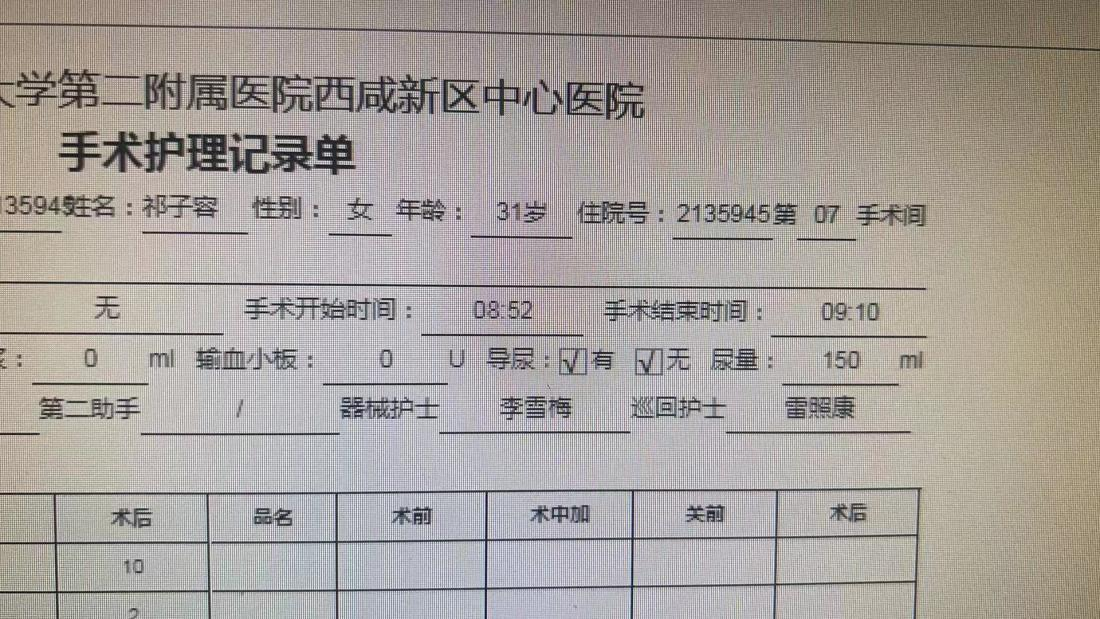 大学第二附属医院西咸新区中心医院
手术护理记录单
135945姓名：祁子容 性别： 女 年龄： 31岁 住院号：2135945第 07 手术间
无 手术开始时间： 08:52 手术结束时间： 09:10
： 0 ml 输血小板： 0 U 导尿：☑有 ☑无 尿量： 150 ml
第二助手 / 器械护士 李雪梅 巡回护士 雷照康
术后 品名 术前 术中加 关前 术后
10
2